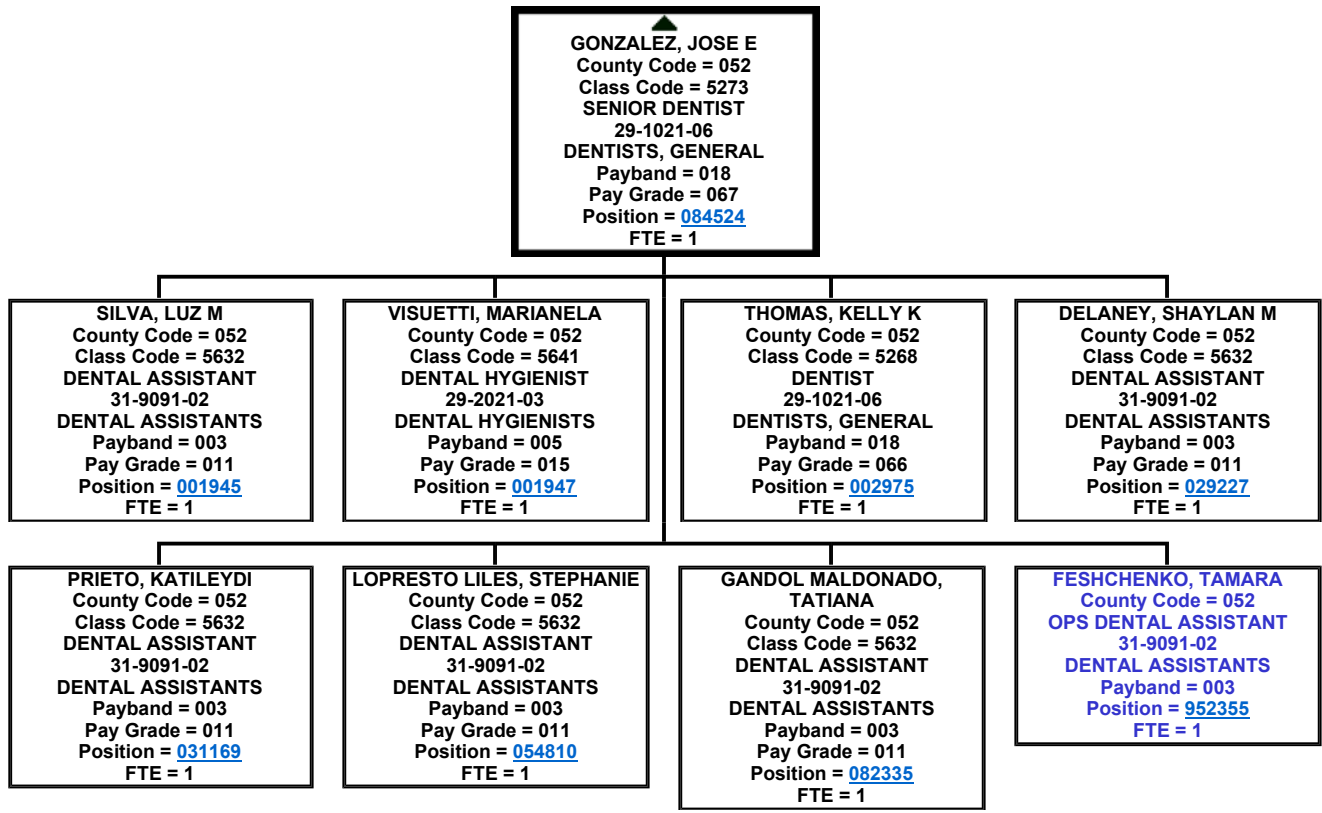 GONZALEZ, JOSE E
County Code = 052
Class Code = 5273
SENIOR DENTIST
29-1021-06
DENTISTS, GENERAL
Payband = 018
Pay Grade = 067
Position = 084524
FTE = 1
SILVA, LUZ M
County Code = 052
Class Code = 5632
DENTAL ASSISTANT
31-9091-02
DENTAL ASSISTANTS
Payband = 003
Pay Grade = 011
Position = 001945
FTE = 1
VISUETTI, MARIANELA
County Code = 052
Class Code = 5641
DENTAL HYGIENIST
29-2021-03
DENTAL HYGIENISTS
Payband = 005
Pay Grade = 015
Position = 001947
FTE = 1
THOMAS, KELLY K
County Code = 052
Class Code = 5268
DENTIST
29-1021-06
DENTISTS, GENERAL
Payband = 018
Pay Grade = 066
Position = 002975
FTE = 1
DELANEY, SHAYLAN M
County Code = 052
Class Code = 5632
DENTAL ASSISTANT
31-9091-02
DENTAL ASSISTANTS
Payband = 003
Pay Grade = 011
Position = 029227
FTE = 1
PRIETO, KATILEYDI
County Code = 052
Class Code = 5632
DENTAL ASSISTANT
31-9091-02
DENTAL ASSISTANTS
Payband = 003
Pay Grade = 011
Position = 031169
FTE = 1
LOPRESTO LILES, STEPHANIE
County Code = 052
Class Code = 5632
DENTAL ASSISTANT
31-9091-02
DENTAL ASSISTANTS
Payband = 003
Pay Grade = 011
Position = 054810
FTE = 1
GANDOL MALDONADO,
TATIANA
County Code = 052
Class Code = 5632
DENTAL ASSISTANT
31-9091-02
DENTAL ASSISTANTS
Payband = 003
Pay Grade = 011
Position = 082335
FTE = 1
FESHCHENKO, TAMARA
County Code = 052
OPS DENTAL ASSISTANT
31-9091-02
DENTAL ASSISTANTS
Payband = 003
Position = 952355
FTE = 1